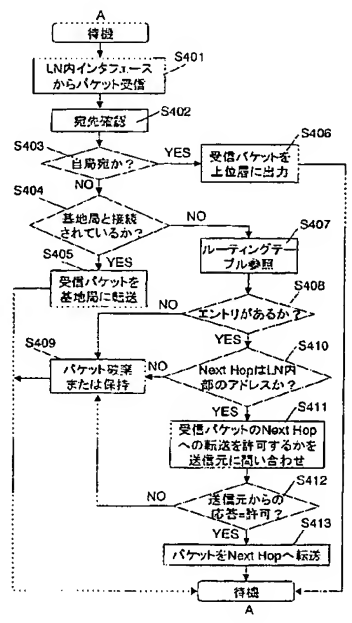 A
待機
S401
LN内インタフェース
からパケット受信
S402
宛先確認
S403
自局宛か?
YES
S406
受信パケットを
上位層に出力
NO
S404
基地局と接続
されているか?
NO
S407
ルーティングテー
ブル参照
YES
S405
受信パケットを
基地局に転送
S408
エントリがあるか?
NO
YES
S409
パケット破棄
または保持
S410
Next HopはLN内
部のアドレスか?
NO
YES
S411
受信パケットのNext Hop
への転送を許可するかを
送信元に問い合わせ
S412
送信元からの
応答=許可?
NO
YES
S413
パケットをNext Hopへ転送
待機
A